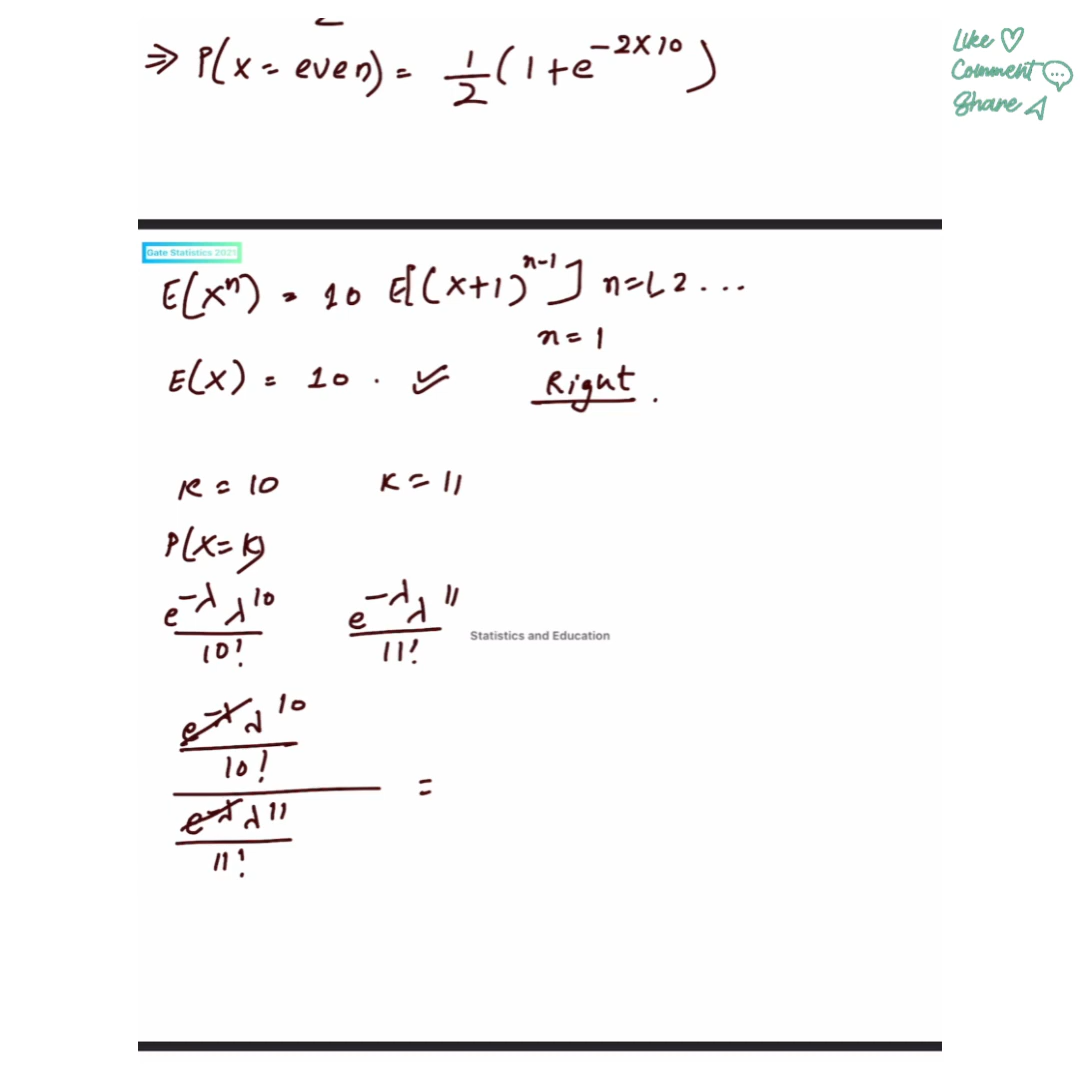 ⇒ P(x = even) = 1/2 (1+e^{-2×10})
Like
Comment
Share
Gate Statistics 2021
E(x^n) = 10 E[(x+1)^{n-1}] n=1, 2 ...
n = 1
E(x) = 10 .
Right .
K = 10 K = 11
P(X=K)
e^{-λ} λ^{10} / 10! e^{-λ} λ^{11} / 11!
Statistics and Education
e^{-λ} λ^{10} / 10!
=
e^{-λ} λ^{11} / 11!